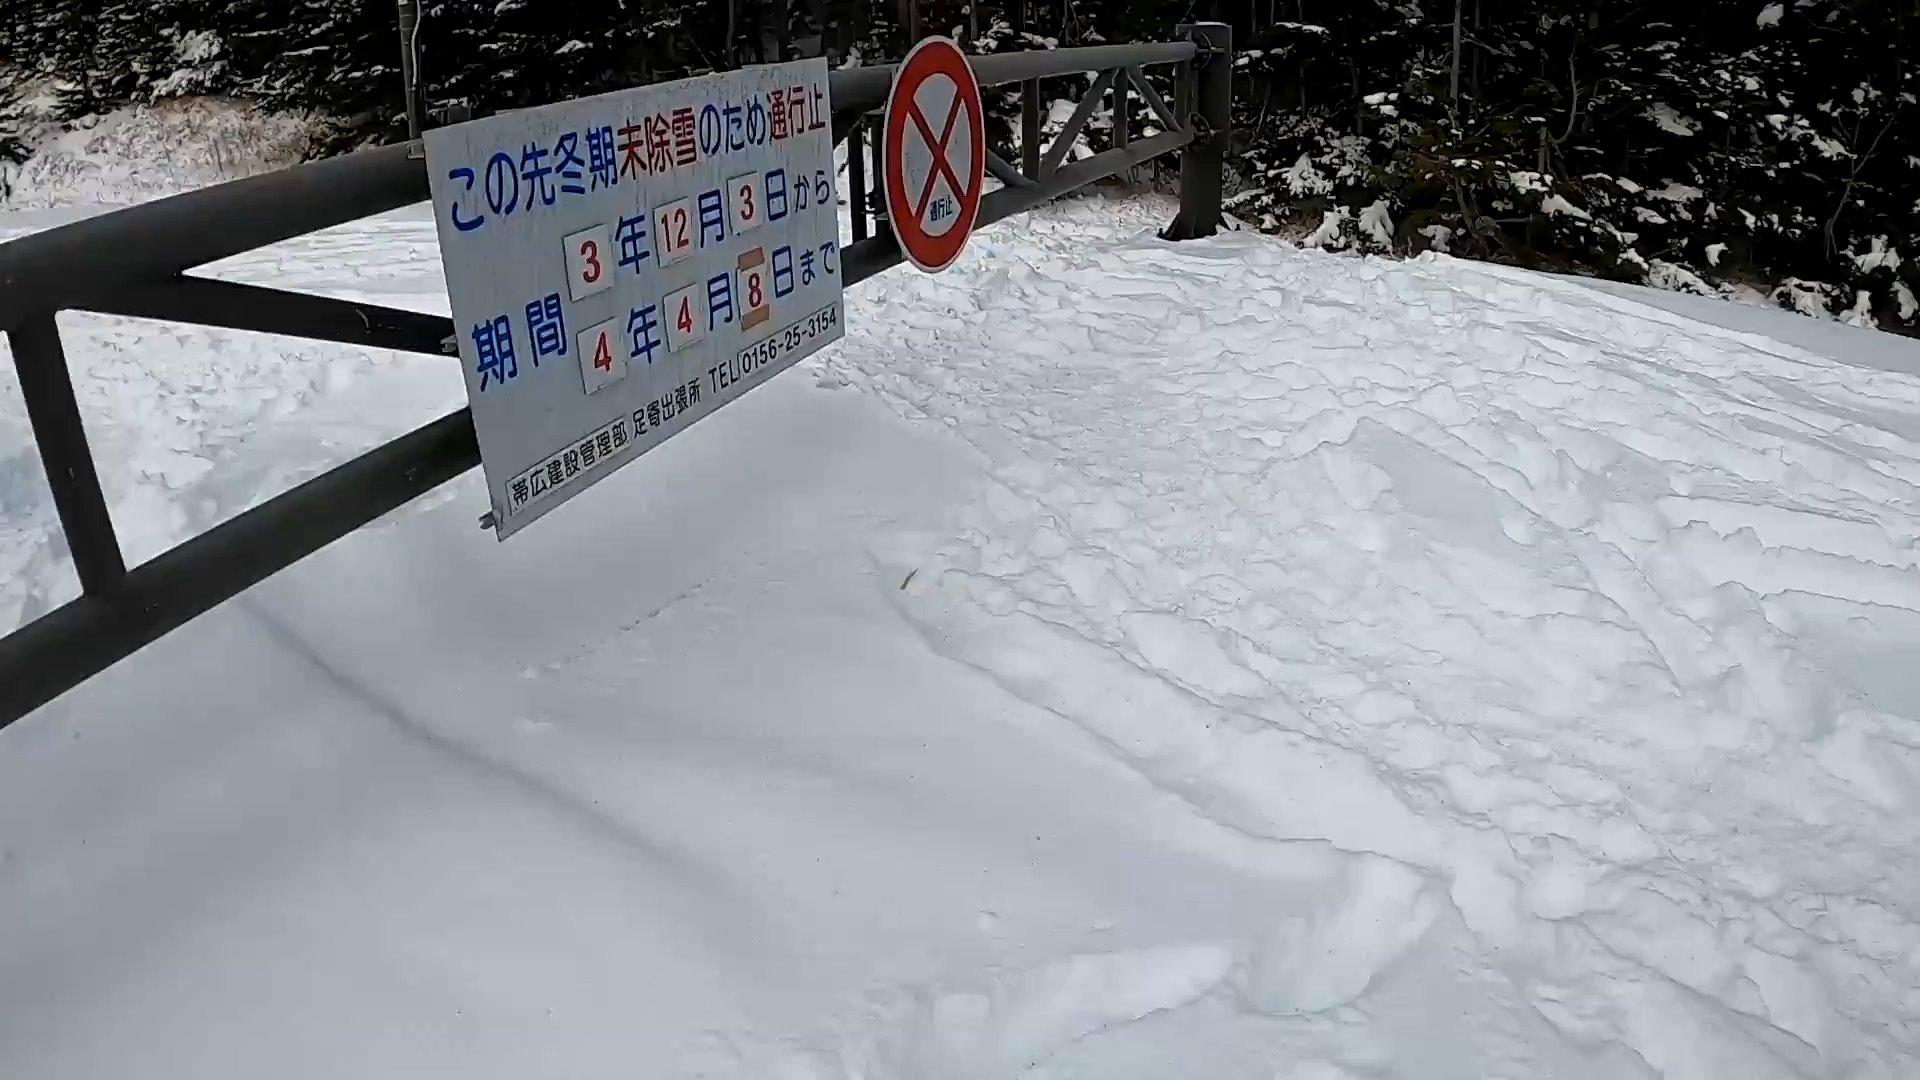 この先冬期未除雪のため通行止
3年12月3日から
期間
4年4月8日まで
帯広建設管理部 足寄出張所 TEL0156-25-3154
通行止